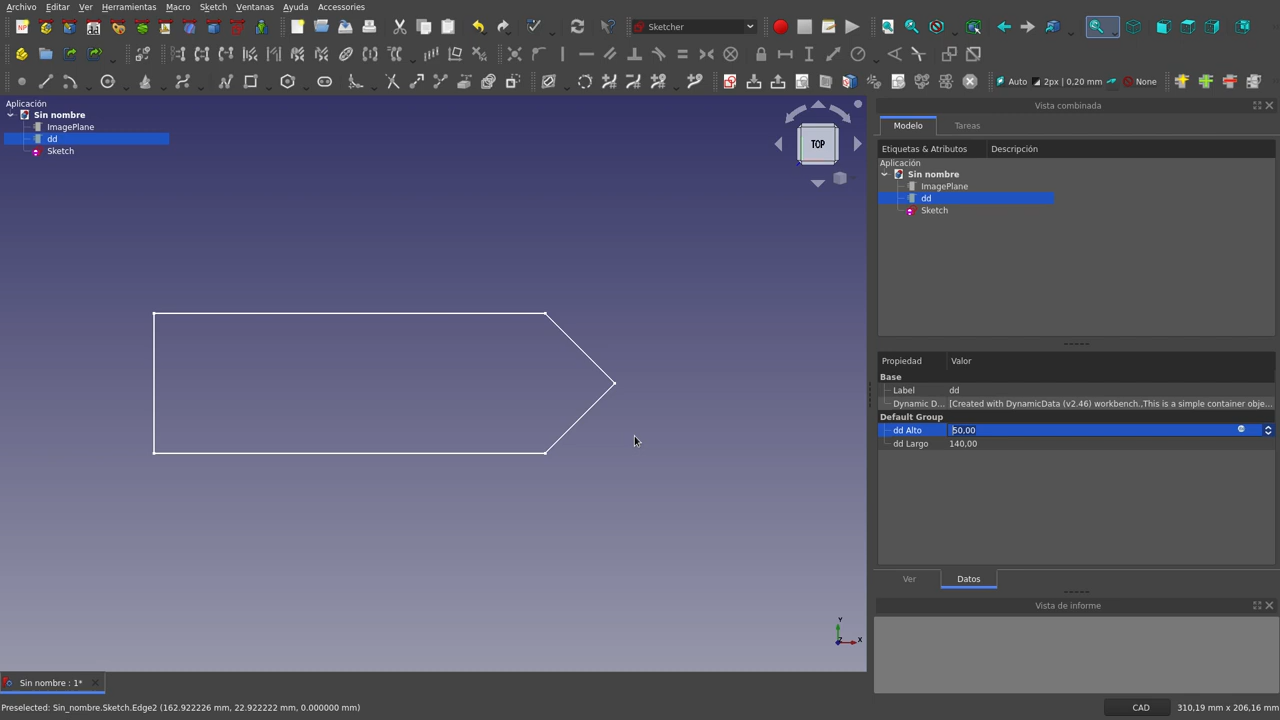 Archivo Editar Ver Herramientas Macro Sketch Ventanas Ayuda Accessories
Sketcher
Auto 2px | 0.20 mm None
Aplicación
Sin nombre
ImagePlane
dd
Sketch
TOP
Y
Z
X
Vista combinada
Modelo Tareas
Etiquetas & Atributos Descripción
Aplicación
Sin nombre
ImagePlane
dd
Sketch
Propiedad Valor
Base
Label dd
Dynamic D... [Created with DynamicData (v2.46) workbench.,This is a simple container obje...
Default Group
dd Alto 50,00
dd Largo 140,00
Ver Datos
Vista de informe
Sin nombre : 1*
Preselected: Sin_nombre.Sketch.Edge2 (162.922226 mm, 22.922222 mm, 0.000000 mm)
CAD 310,19 mm x 206,16 mm